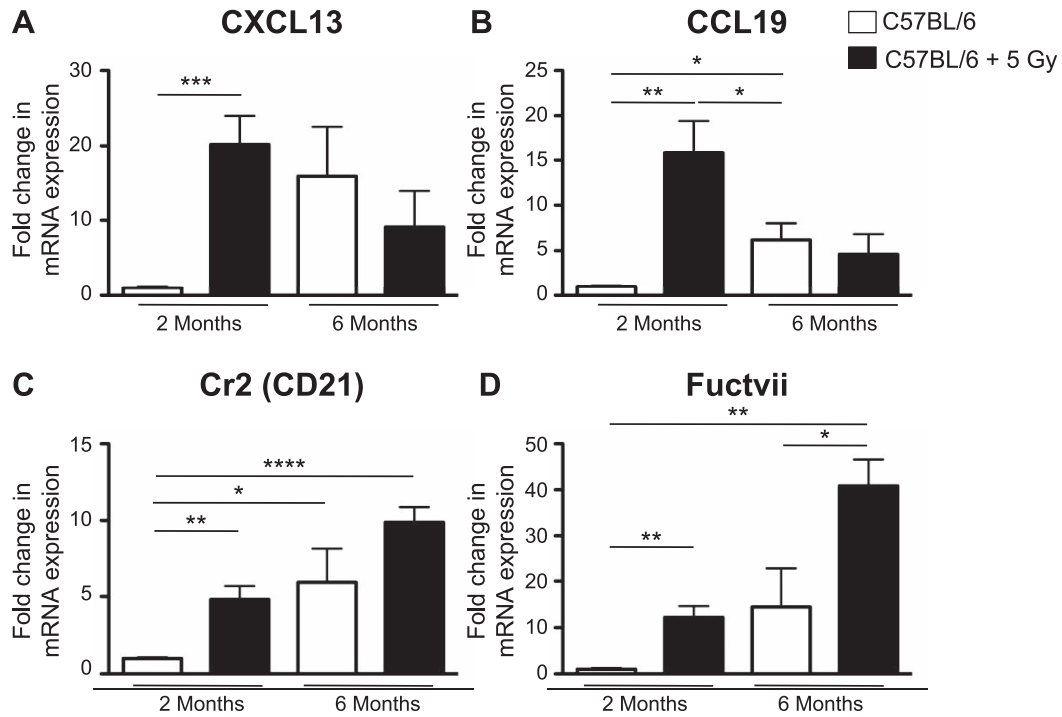 A
CXCL13
B
CCL19
C57BL/6
C57BL/6 + 5 Gy
Fold change in
mRNA expression
30
20
10
0
***
2 Months
6 Months
Fold change in
mRNA expression
25
20
15
10
5
0
*
**
*
2 Months
6 Months
C
Cr2 (CD21)
D
Fuctvii
Fold change in
mRNA expression
15
10
5
0
****
*
**
2 Months
6 Months
Fold change in
mRNA expression
50
40
30
20
10
0
**
*
**
2 Months
6 Months